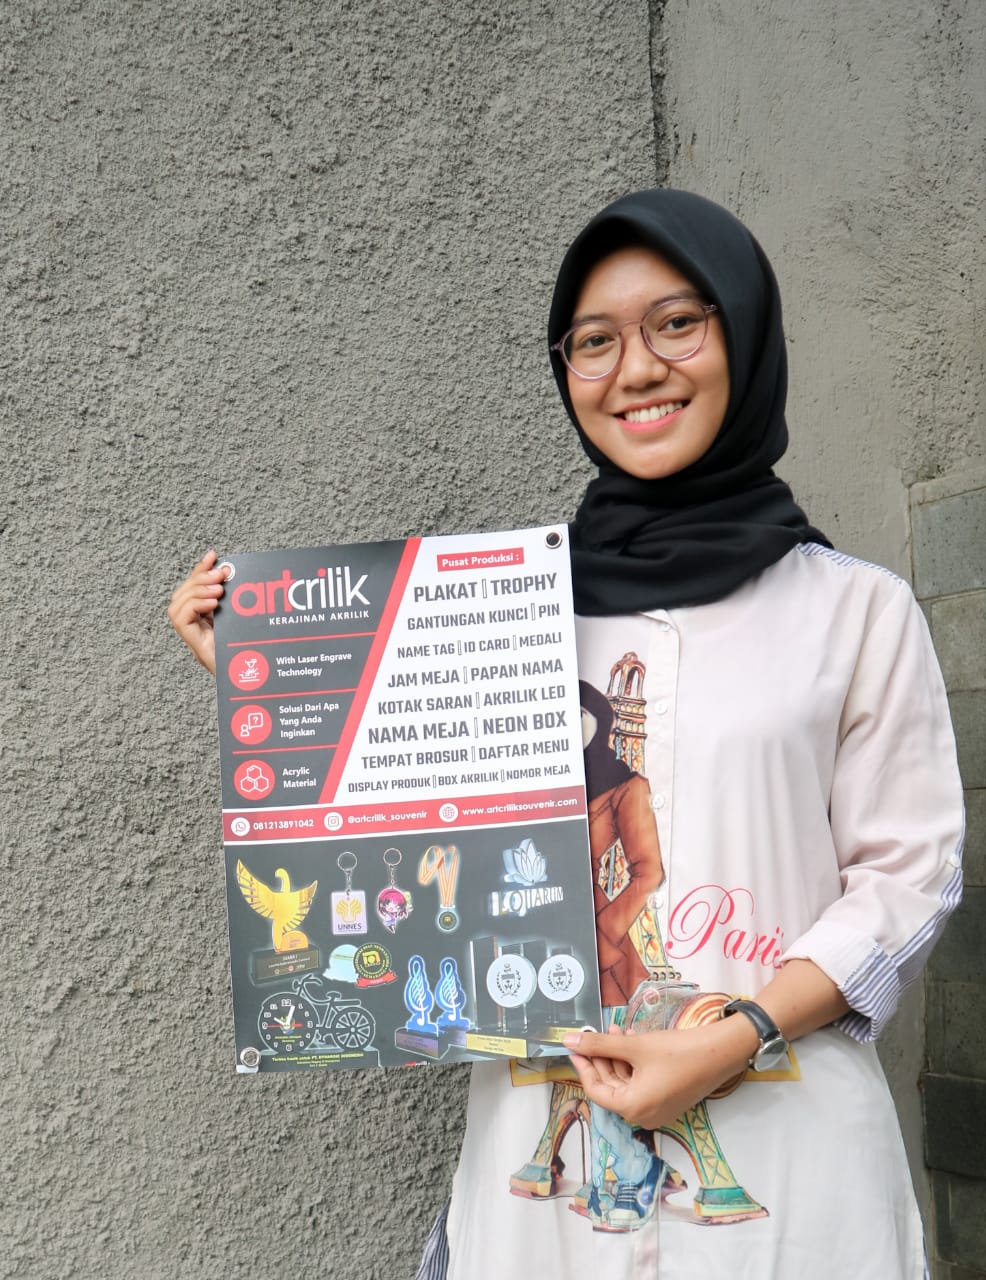 artcrilik
KERAJINAN AKRILIK
With Laser Engrave
Technology
Solusi Dari Apa
Yang Anda
Inginkan
Acrylic
Material
Pusat Produksi :
PLAKAT | TROPHY
GANTUNGAN KUNCI | PIN
NAME TAG | ID CARD | MEDALI
JAM MEJA | PAPAN NAMA
KOTAK SARAN | AKRILIK LED
NAMA MEJA | NEON BOX
TEMPAT BROSUR | DAFTAR MENU
DISPLAY PRODUK | BOX AKRILIK | NOMOR MEJA
081213891042 @artcrilik_souvenir www.artcriliksouvenir.com
UNNES
JUARA I
Paris